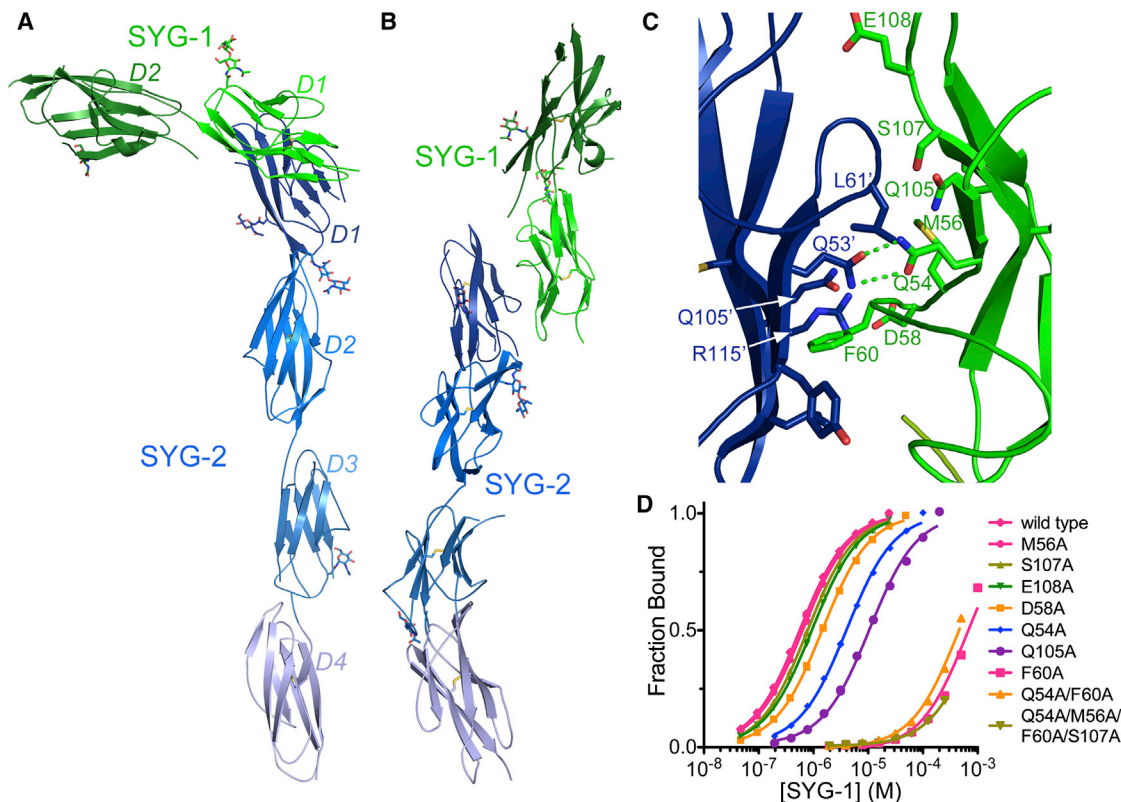 A
SYG-1
D2
D1
D1
D2
SYG-2
D3
D4
B
SYG-1
SYG-2
C
E108
S107
L61'
Q105
M56
Q53'
Q54
Q105'
D58
R115'
F60
D
Fraction Bound
1.0
0.5
0.0
10-8
10-7
10-6
10-5
10-4
10-3
[SYG-1] (M)
wild type
M56A
S107A
E108A
D58A
Q54A
Q105A
F60A
Q54A/F60A
Q54A/M56A/
F60A/S107A